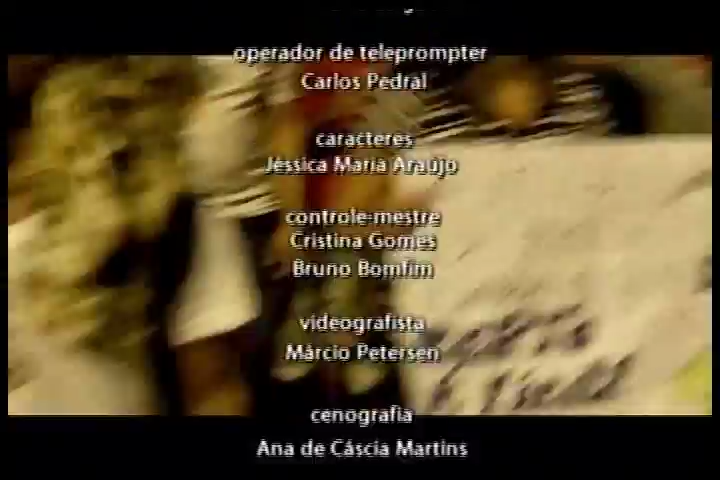 operador de teleprompter
Carlos Pedral
caracteres
Jéssica Maria Araújo
controle-mestre
Cristina Gomes
Bruno Bomfim
videografista
Márcio Petersen
cenografia
Ana de Cáscia Martins